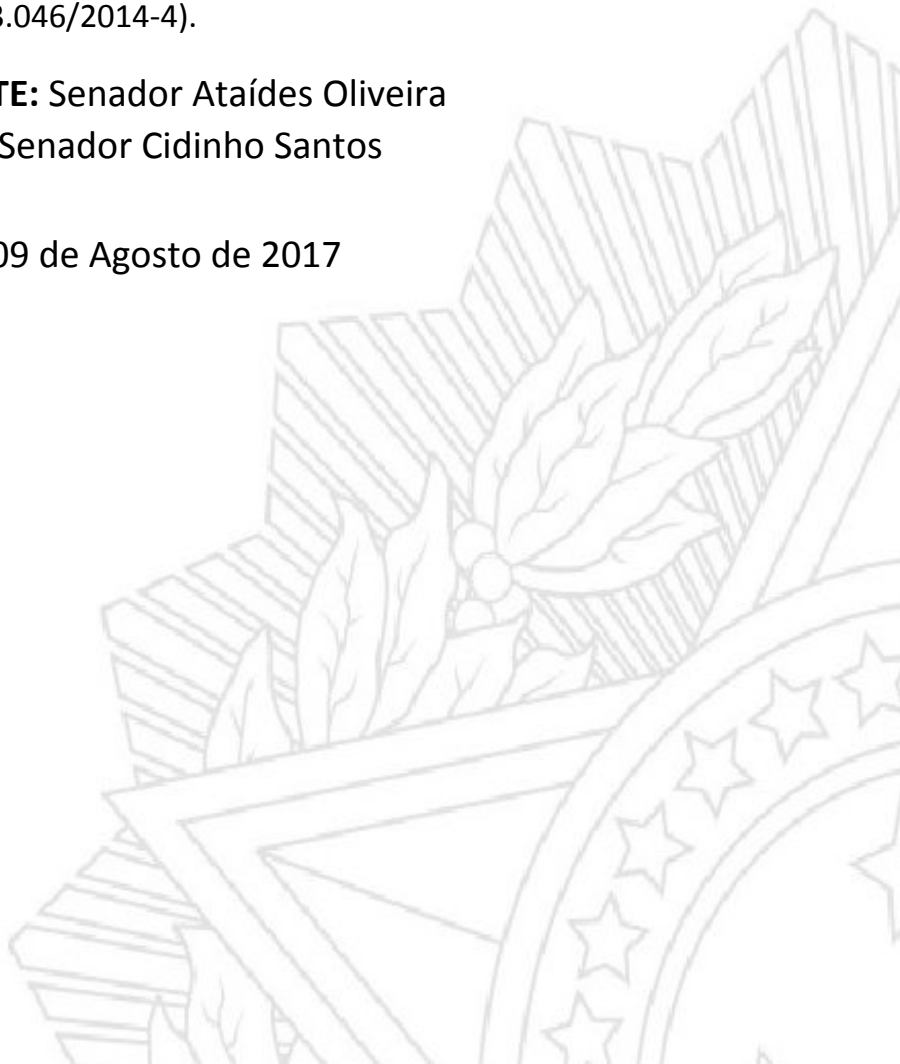 3.046/2014-4).
TE: Senador Ataídes Oliveira
Senador Cidinho Santos
09 de Agosto de 2017